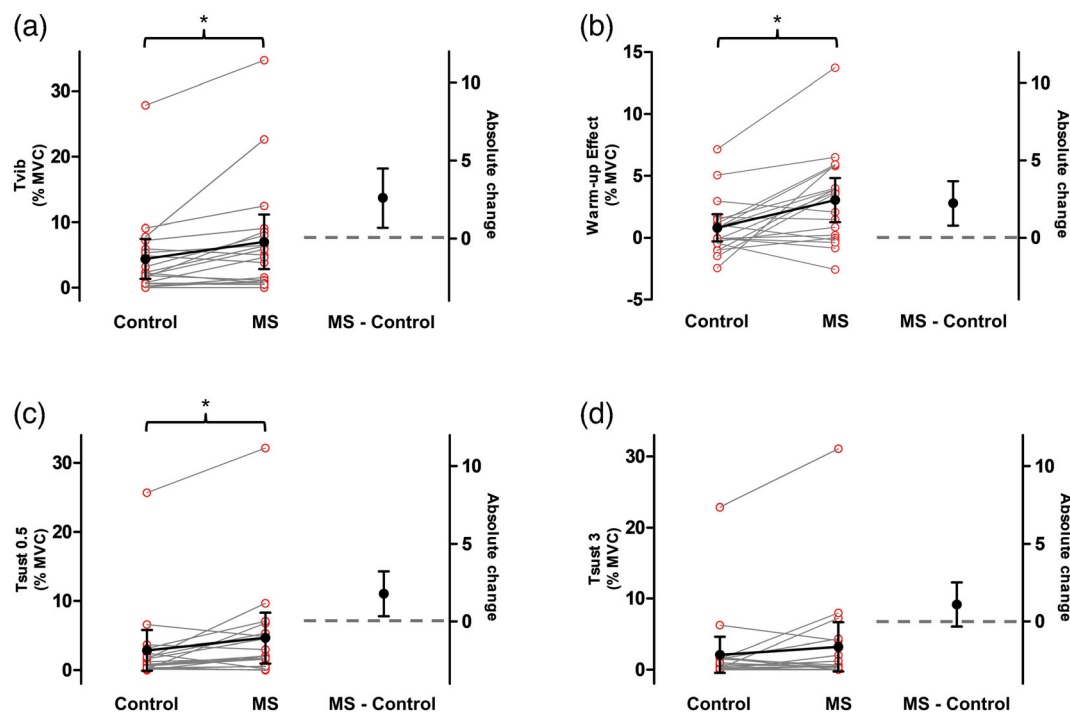 (a)
*
Tvib
(% MVC)
30
20
10
0
Control
MS
MS - Control
10
5
0
Absolute change
(b)
*
Warm-up Effect
(% MVC)
15
10
5
0
-5
Control
MS
MS - Control
10
5
0
Absolute change
(c)
*
Tsust 0.5
(% MVC)
30
20
10
0
Control
MS
MS - Control
10
5
0
Absolute change
(d)
Tsust 3
(% MVC)
30
20
10
0
Control
MS
MS - Control
10
5
0
Absolute change